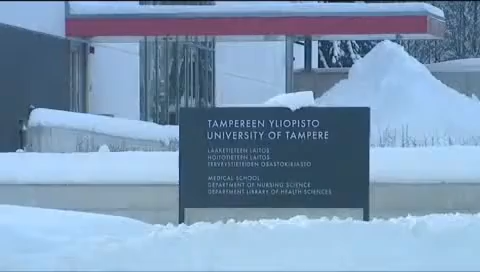 TAMPEREEN YLIOPISTO
UNIVERSITY OF TAMPERE
LÄÄKETIETEEN LAITOS
HOITOTIETEEN LAITOS
TERVEYSTIETEIDEN OSASTOKIRJASTO
MEDICAL SCHOOL
DEPARTMENT OF NURSING SCIENCE
DEPARTMENT LIBRARY OF HEALTH SCIENCES